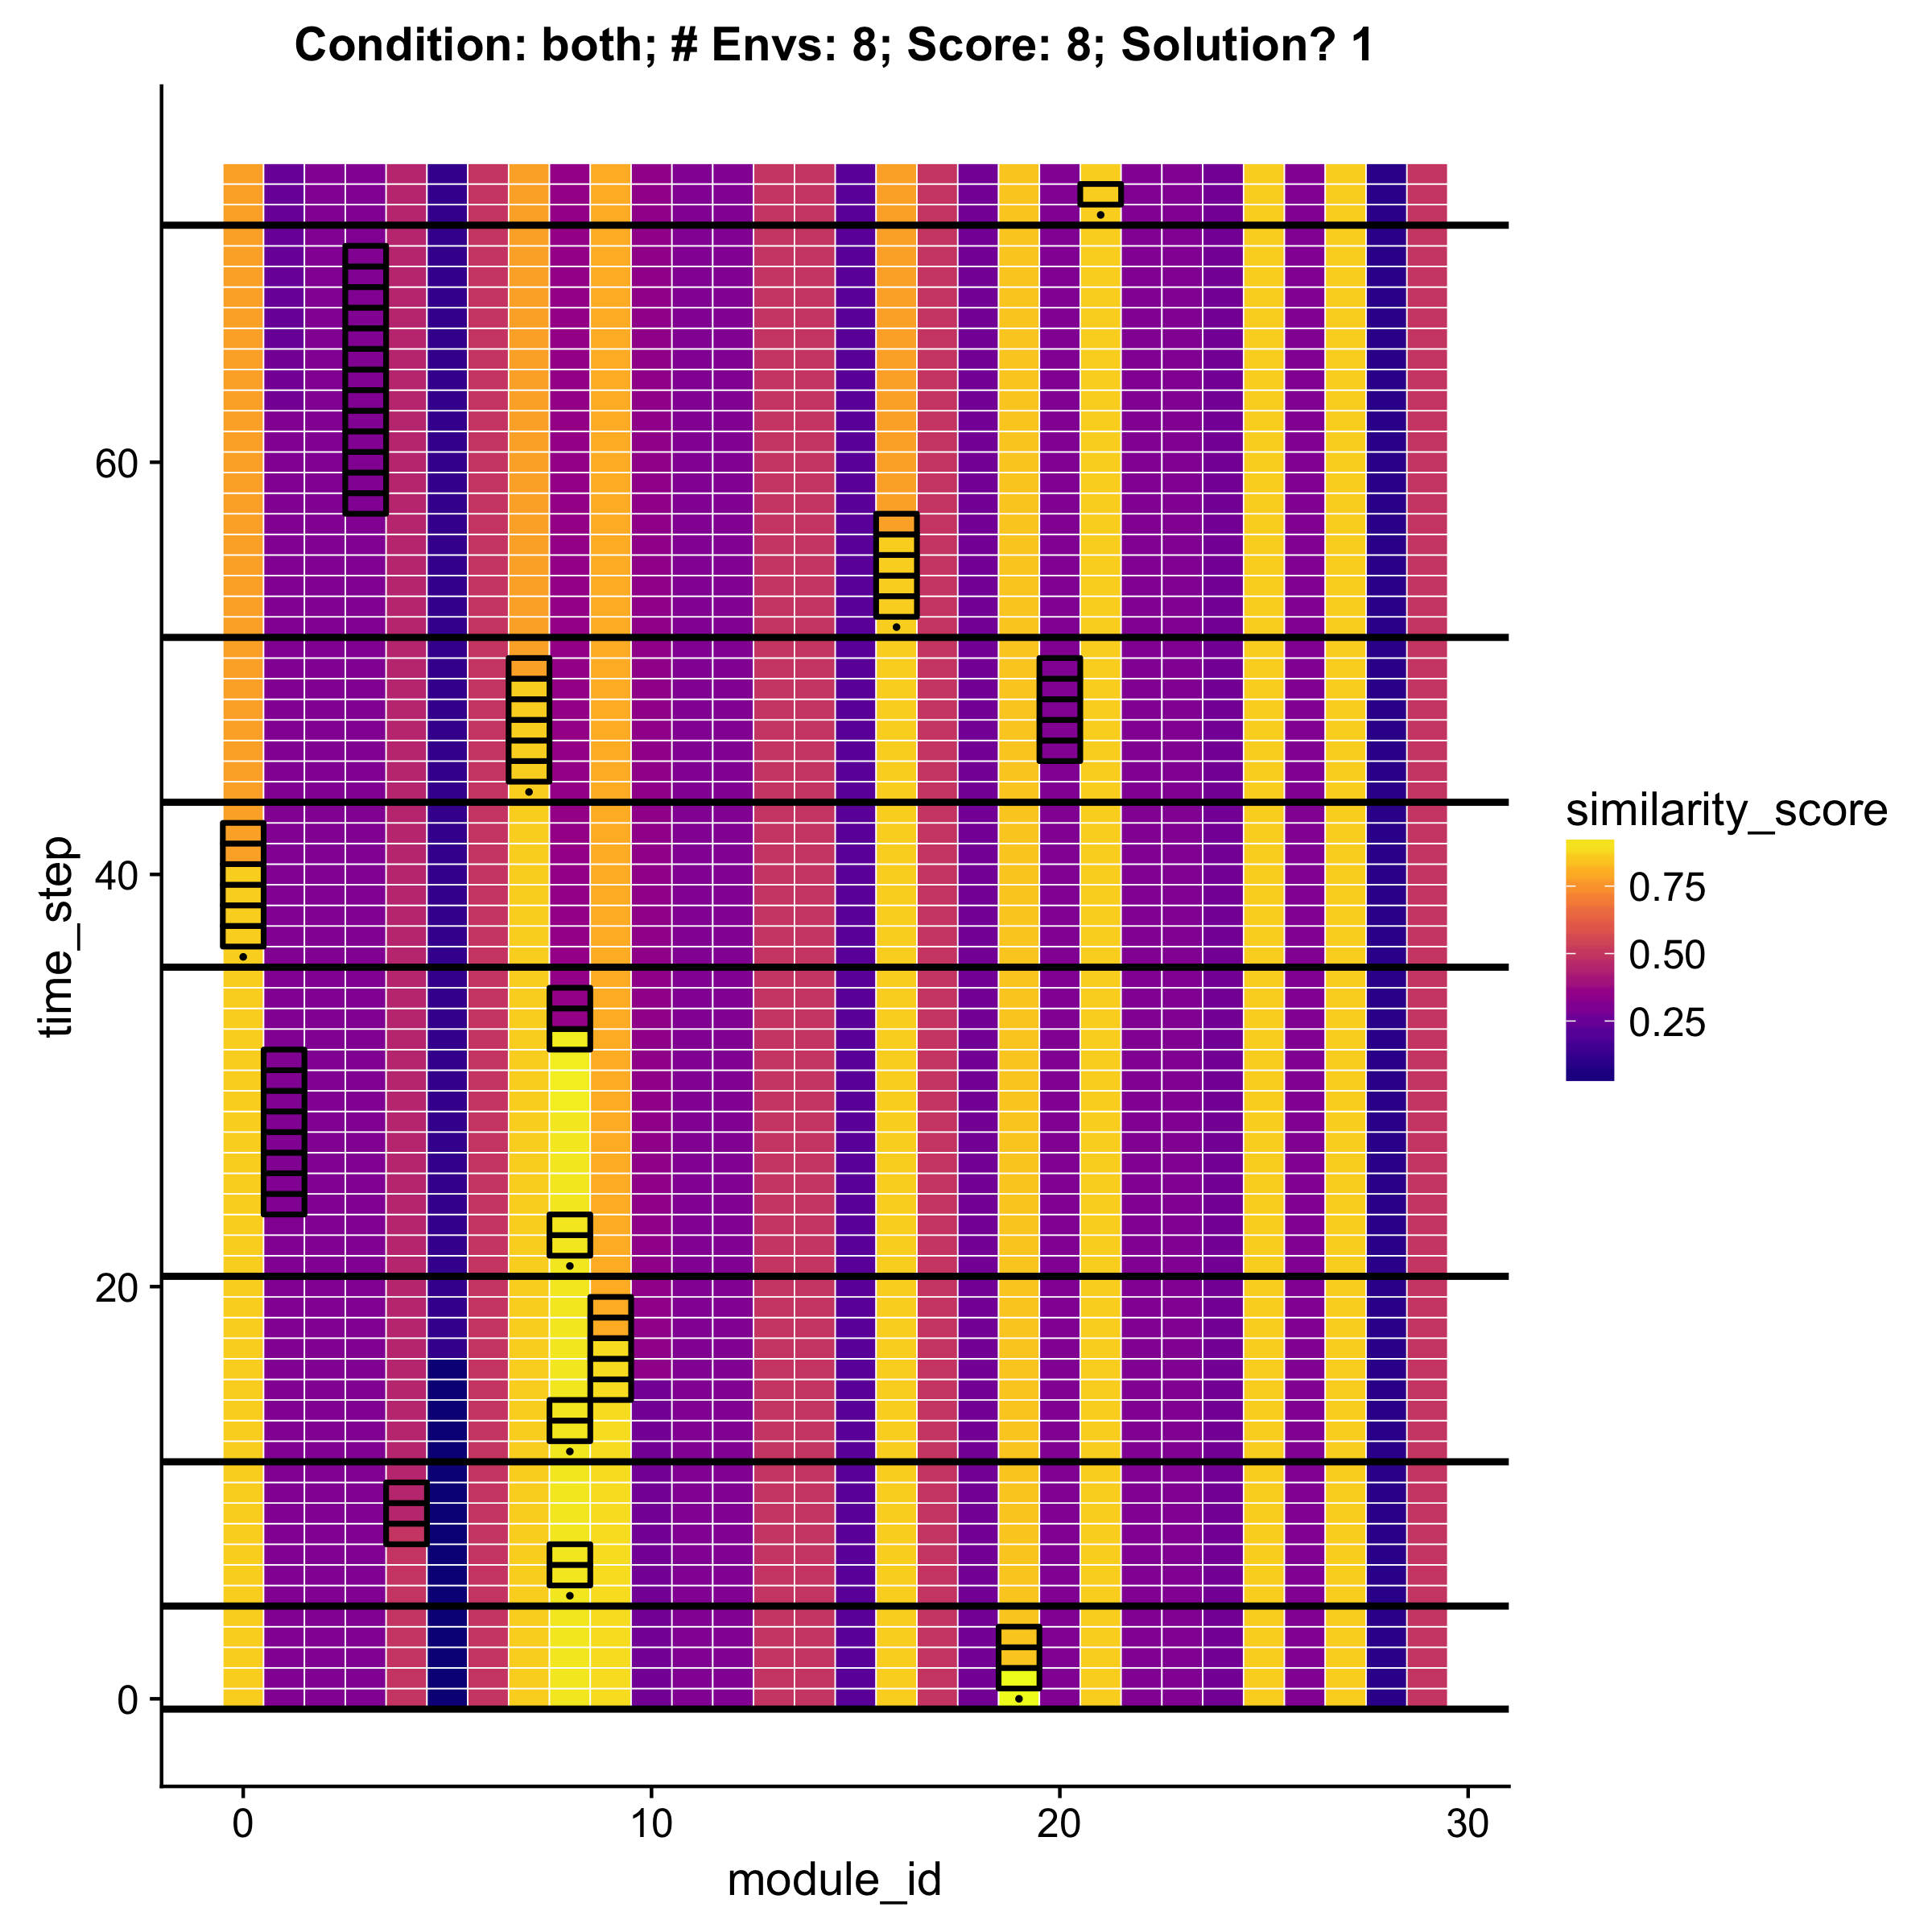 Condition: both; # Envs: 8; Score: 8; Solution? 1
60
40
20
0
time_step
0 10 20 30
module_id
similarity_score
0.75
0.50
0.25